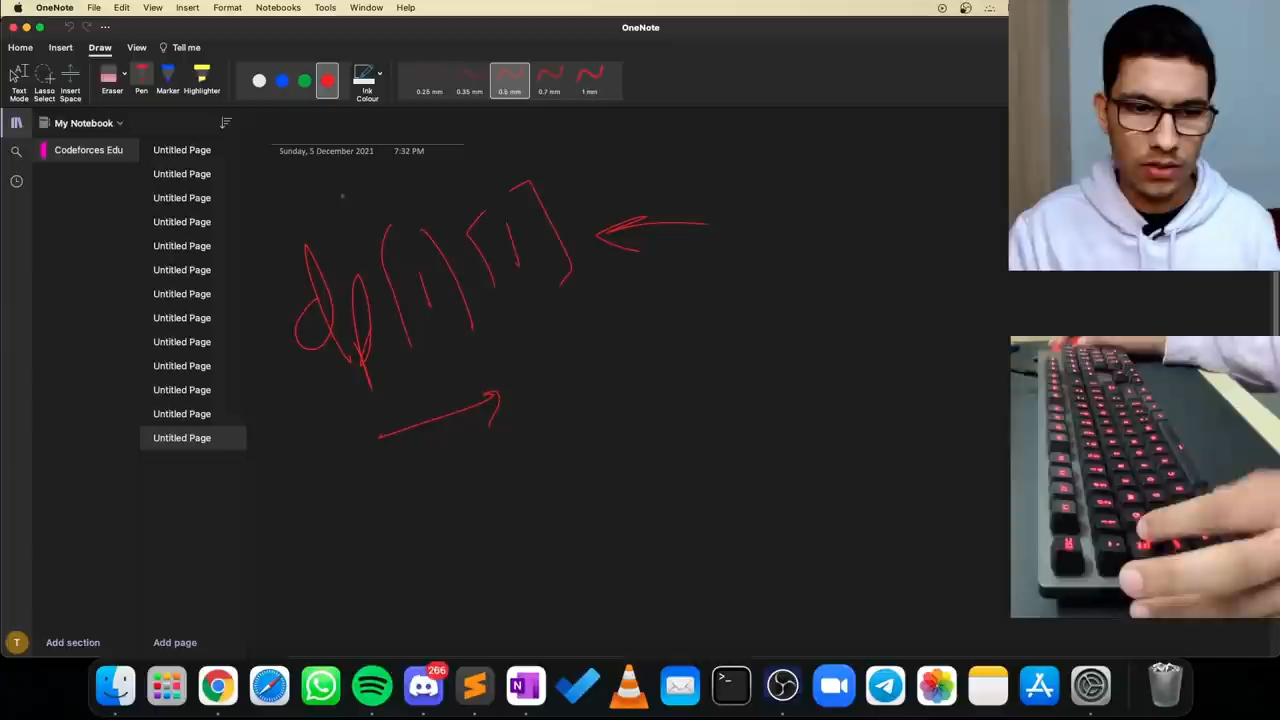 OneNote File Edit View Insert Format Notebooks Tools Window Help
OneNote
Home Insert Draw View Tell me
Text Mode Lasso Select Insert Space Eraser Pen Marker Highlighter Ink Colour 0.25 mm 0.35 mm 0.5 mm 0.7 mm 1 mm
My Notebook
Codeforces Edu
Untitled Page
Untitled Page
Untitled Page
Untitled Page
Untitled Page
Untitled Page
Untitled Page
Untitled Page
Untitled Page
Untitled Page
Untitled Page
Untitled Page
Untitled Page
Sunday, 5 December 2021 7:32 PM
T Add section Add page
266